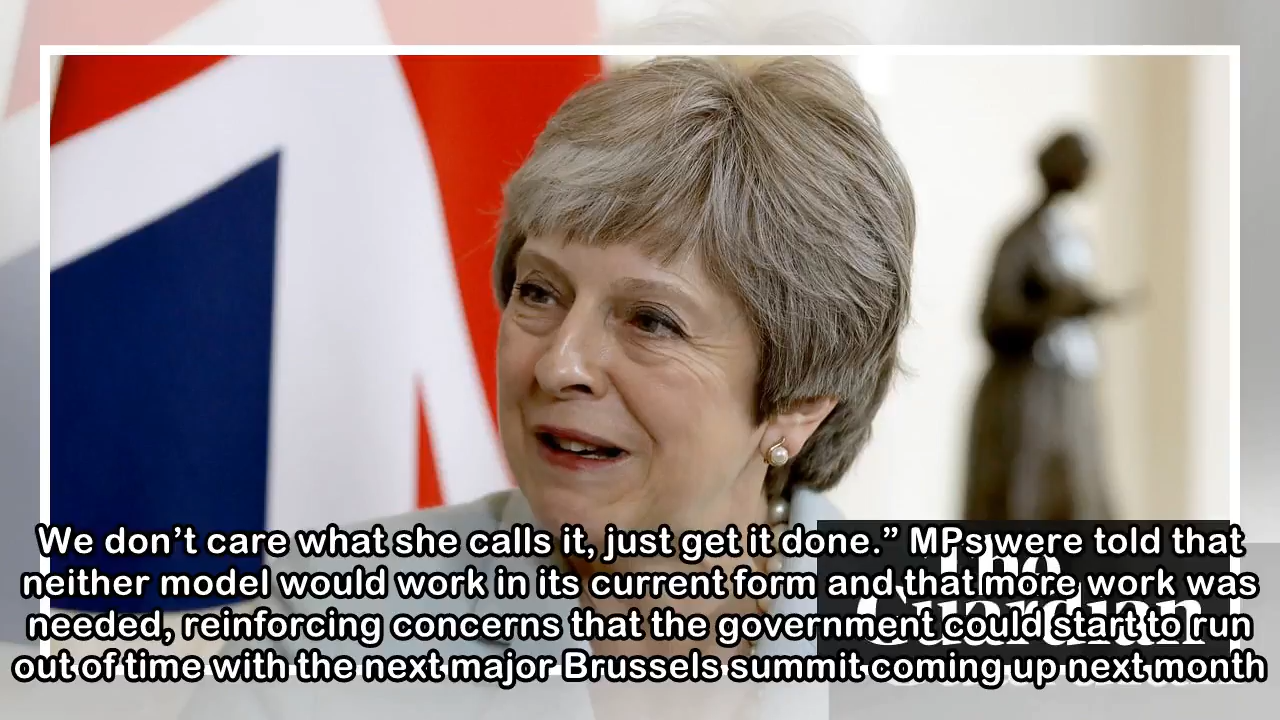 We don’t care what she calls it, just get it done.” MPs were told that
neither model would work in its current form and that more work was
needed, reinforcing concerns that the government could start to run
out of time with the next major Brussels summit coming up next month
The
Guardian